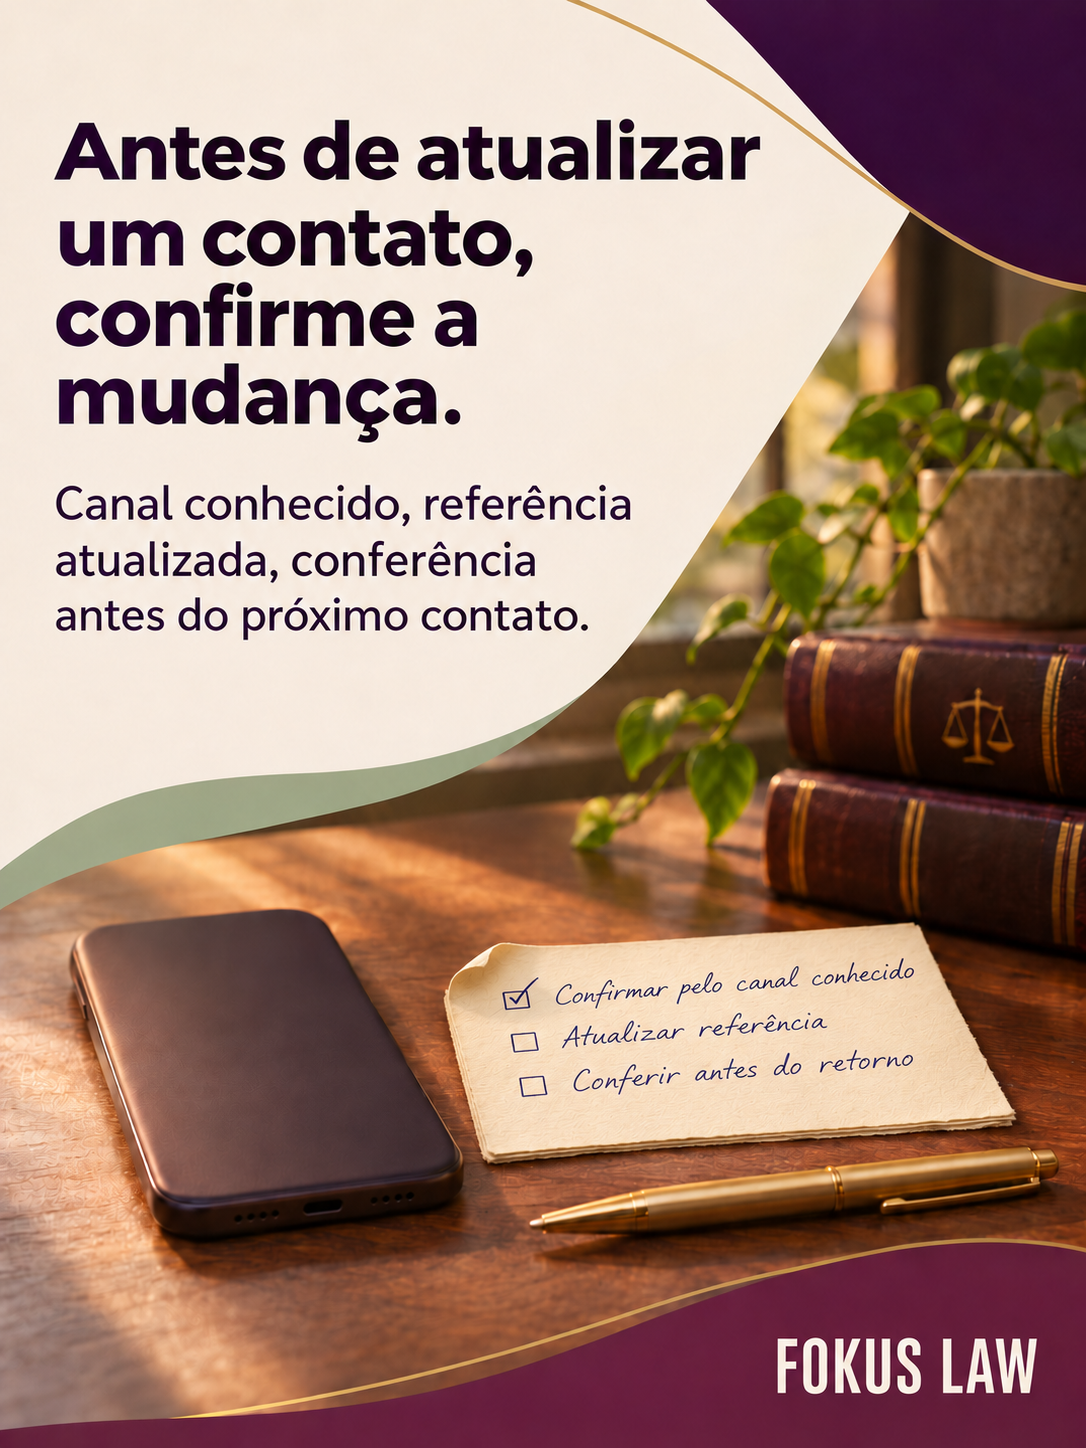 Antes de atualizar
um contato,
confirme a
mudança.
Canal conhecido, referência
atualizada, conferência
antes do próximo contato.
Confirmar pelo canal conhecido
Atualizar referência
Conferir antes do retorno
FOKUS LAW